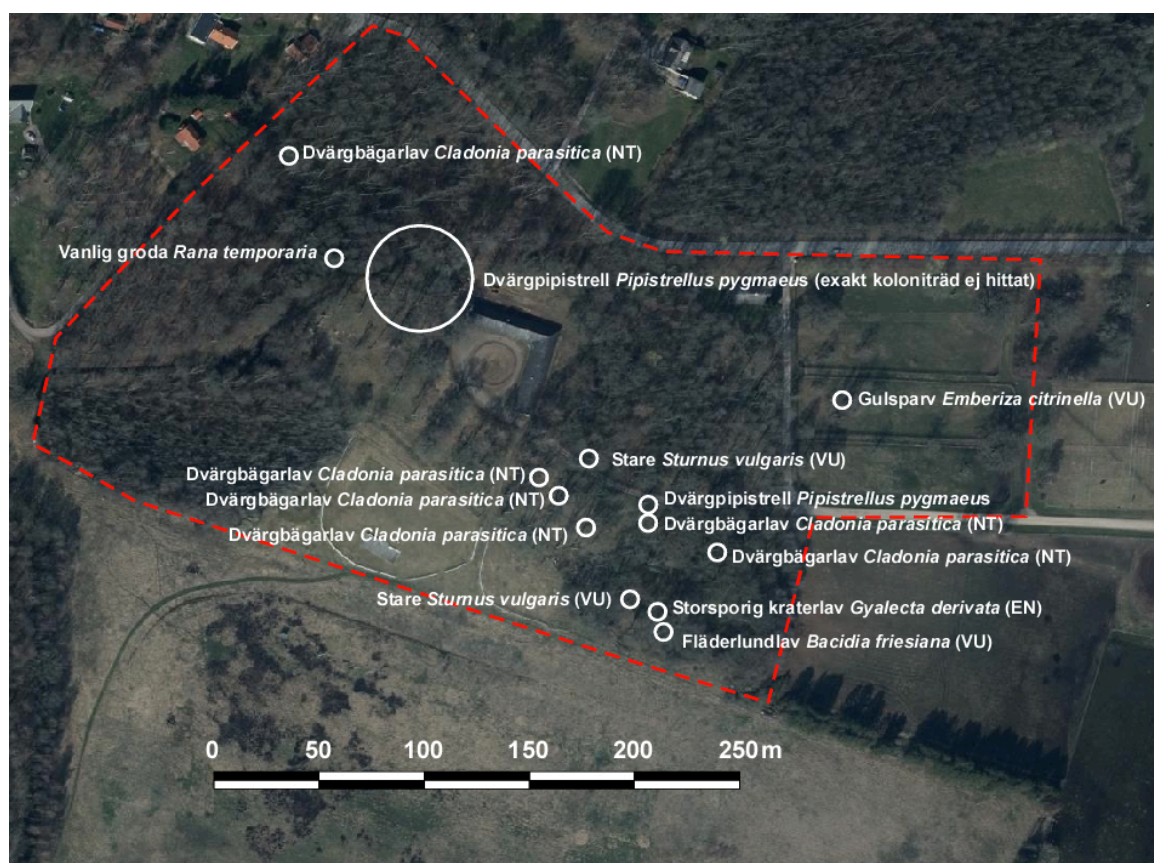 Dvärgbägarlav Cladonia parasitica (NT)
Vanlig groda Rana temporaria
Dvärgpipistrell Pipistrellus pygmaeus (exakt koloniträd ej hittat)
Gulsparv Emberiza citrinella (VU)
Stare Sturnus vulgaris (VU)
Dvärgbägarlav Cladonia parasitica (NT)
Dvärgbägarlav Cladonia parasitica (NT)
Dvärgpipistrell Pipistrellus pygmaeus
Dvärgbägarlav Cladonia parasitica (NT)
Dvärgbägarlav Cladonia parasitica (NT)
Dvärgbägarlav Cladonia parasitica (NT)
Stare Sturnus vulgaris (VU)
Storsporig kraterlav Gyalecta derivata (EN)
Fläderlundlav Bacidia friesiana (VU)
0 50 100 150 200 250 m